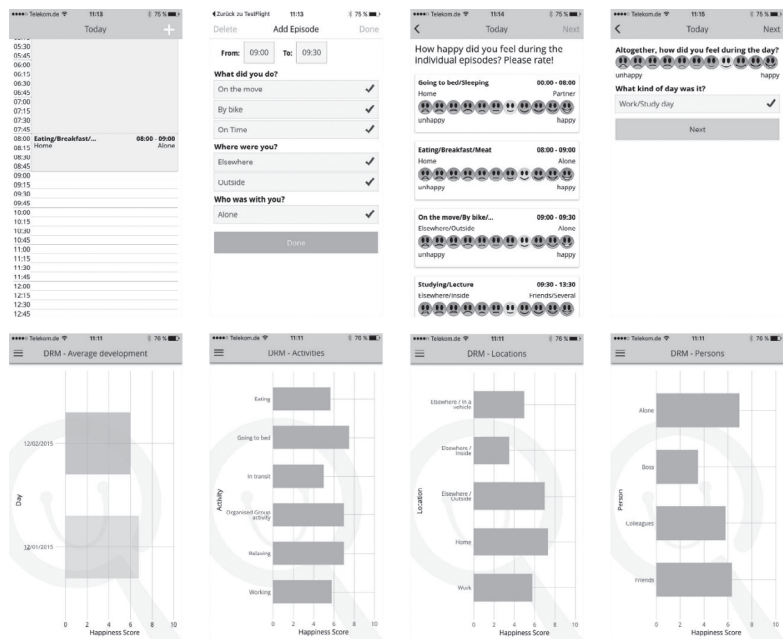 Telekom.de 11:13 75 %
Today +
05:30
05:45
06:00
06:15
06:30
06:45
07:00
07:15
07:30
07:45
08:00 Eating/Breakfast/... 08:00 - 09:00
08:15 Home Alone
08:30
08:45
09:00
09:15
09:30
09:45
10:00
10:15
10:30
10:45
11:00
11:15
11:30
11:45
12:00
12:15
12:30
12:45
Zurück zu TestFlight 11:13 75 %
Delete Add Episode Done
From: 09:00 To: 09:30
What did you do?
On the move
By bike
On Time
Where were you?
Elsewhere
Outside
Who was with you?
Alone
Done
Telekom.de 11:14 75 %
Today Next
How happy did you feel during the
individual episodes? Please rate!
Going to bed/Sleeping 00:00 - 08:00
Home Partner
unhappy happy
Eating/Breakfast/Meat 08:00 - 09:00
Home Alone
unhappy happy
On the move/By bike/... 09:00 - 09:30
Elsewhere/Outside Alone
unhappy happy
Studying/Lecture 09:30 - 13:30
Elsewhere/Inside Friends/Several
Telekom.de 11:15 75 %
Today Next
Altogether, how did you feel during the day?
unhappy happy
What kind of day was it?
Work/Study day
Next
Telekom.de 11:11 76 %
DRM - Average development
12/02/2015
Day
12/01/2015
0 2 4 6 8 10
Happiness Score
Telekom.de 11:11 76 %
DRM - Activities
Eating
Going to bed
In transit
Activity
Organised Group
activity
Relaxing
Working
0 2 4 6 8 10
Happiness Score
Telekom.de 11:11 76 %
DRM - Locations
Elsewhere / In a
vehicle
Elsewhere /
Inside
Location
Elsewhere /
Outside
Home
Work
0 2 4 6 8 10
Happiness Score
Telekom.de 11:11 76 %
DRM - Persons
Alone
Boss
Person
Colleagues
Friends
0 2 4 6 8 10
Happiness Score